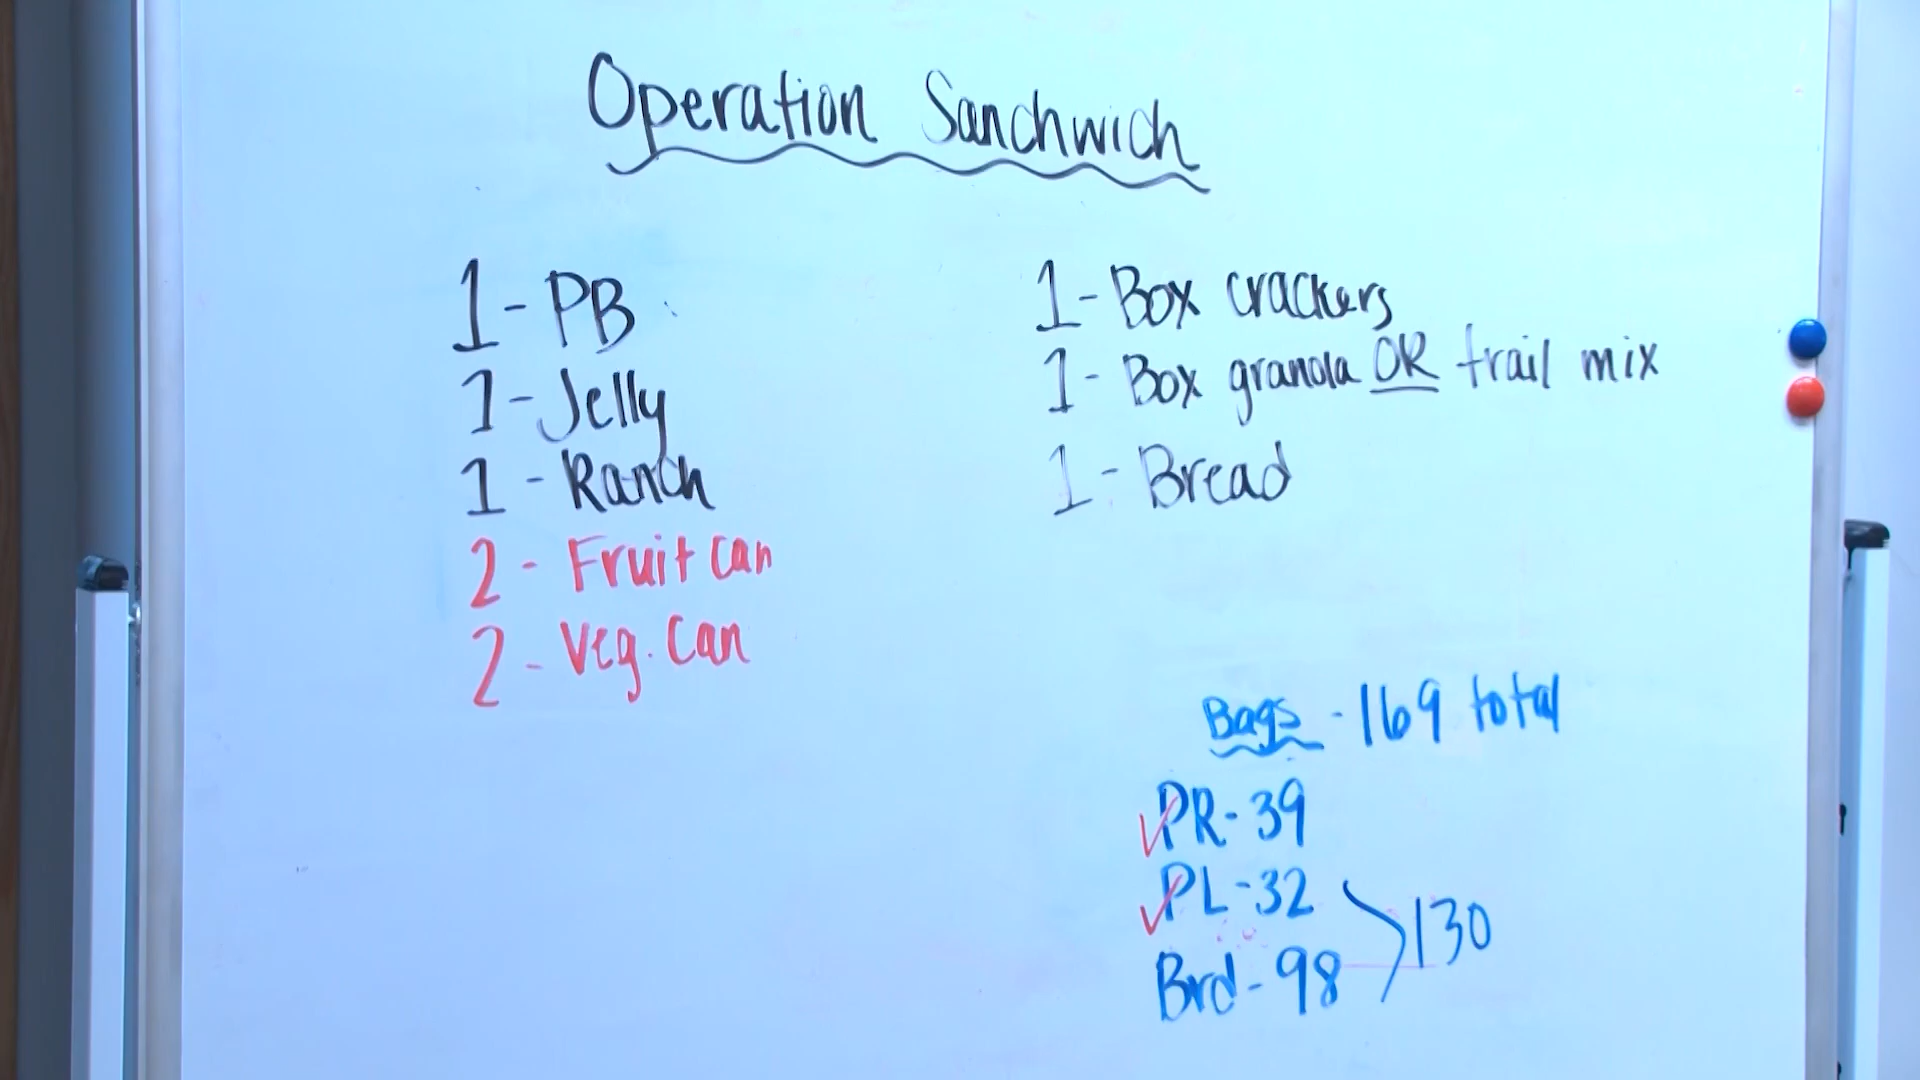 Operation Sanchwich
1 - PB
1 - Jelly
1 - Ranch
2 - Fruit can
2 - Veg. Can
1 - Box crackers
1 - Box granola OR trail mix
1 - Bread
Bags - 169 total
PR - 39
PL - 32
Brd - 98
130